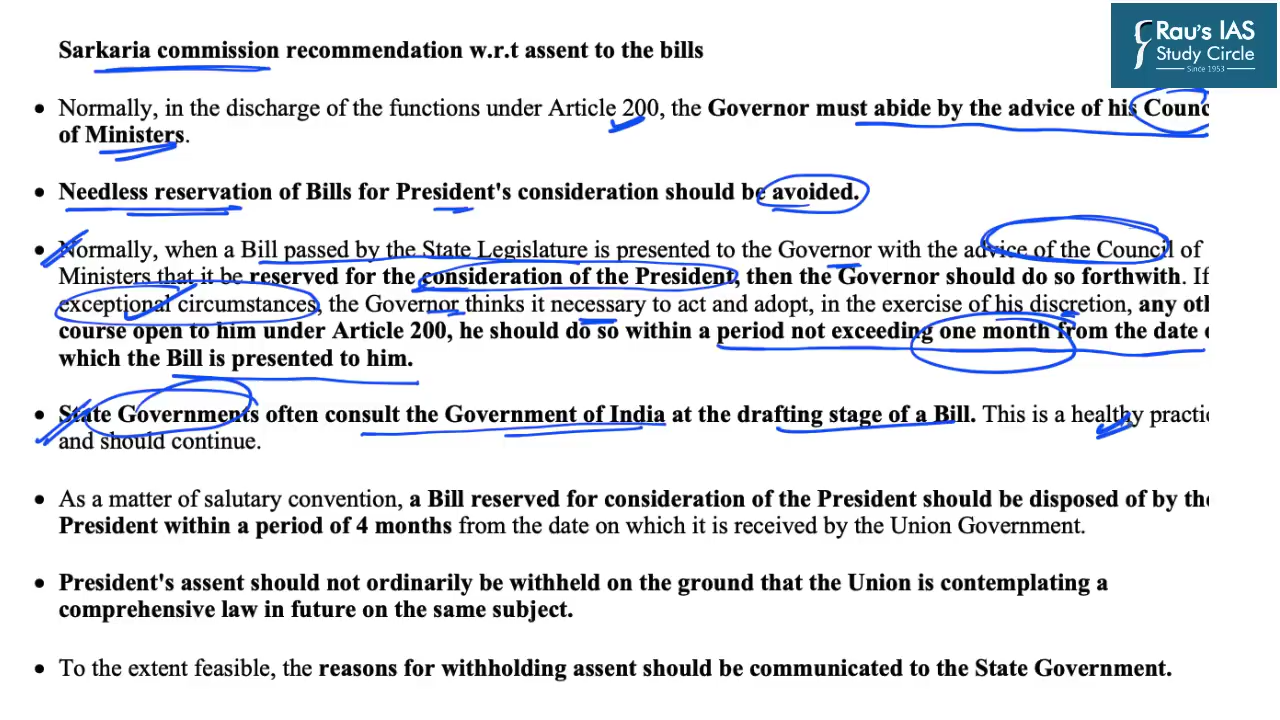 Rau's IAS
Study Circle
Since 1953
Sarkaria commission recommendation w.r.t assent to the bills
• Normally, in the discharge of the functions under Article 200, the Governor must abide by the advice of his Counc
of Ministers.
• Needless reservation of Bills for President's consideration should be avoided.
• Normally, when a Bill passed by the State Legislature is presented to the Governor with the advice of the Council of
Ministers that it be reserved for the consideration of the President, then the Governor should do so forthwith. If
exceptional circumstances, the Governor thinks it necessary to act and adopt, in the exercise of his discretion, any oth
course open to him under Article 200, he should do so within a period not exceeding one month from the date
which the Bill is presented to him.
• State Governments often consult the Government of India at the drafting stage of a Bill. This is a healthy practic
and should continue.
• As a matter of salutary convention, a Bill reserved for consideration of the President should be disposed of by the
President within a period of 4 months from the date on which it is received by the Union Government.
• President's assent should not ordinarily be withheld on the ground that the Union is contemplating a
comprehensive law in future on the same subject.
• To the extent feasible, the reasons for withholding assent should be communicated to the State Government.